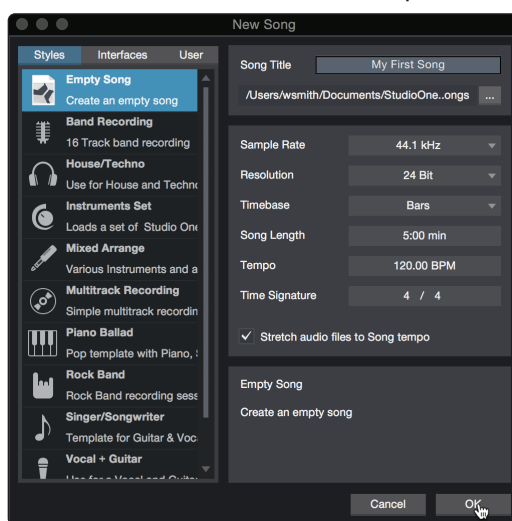 New Song
Styles Interfaces User
Empty Song
Create an empty song
Band Recording
16 Track band recording
House/Techno
Use for House and Techno
Instruments Set
Loads a set of Studio One
Mixed Arrange
Various Instruments and a
Multitrack Recording
Simple multitrack recordin
Piano Ballad
Pop template with Piano,
Rock Band
Rock Band recording sess
Singer/Songwriter
Template for Guitar & Voc
Vocal + Guitar
Song Title My First Song
/Users/wsmith/Documents/StudioOne..ongs ...
Sample Rate 44.1 kHz
Resolution 24 Bit
Timebase Bars
Song Length 5:00 min
Tempo 120.00 BPM
Time Signature 4 / 4
Stretch audio files to Song tempo
Empty Song
Create an empty song
Cancel OK